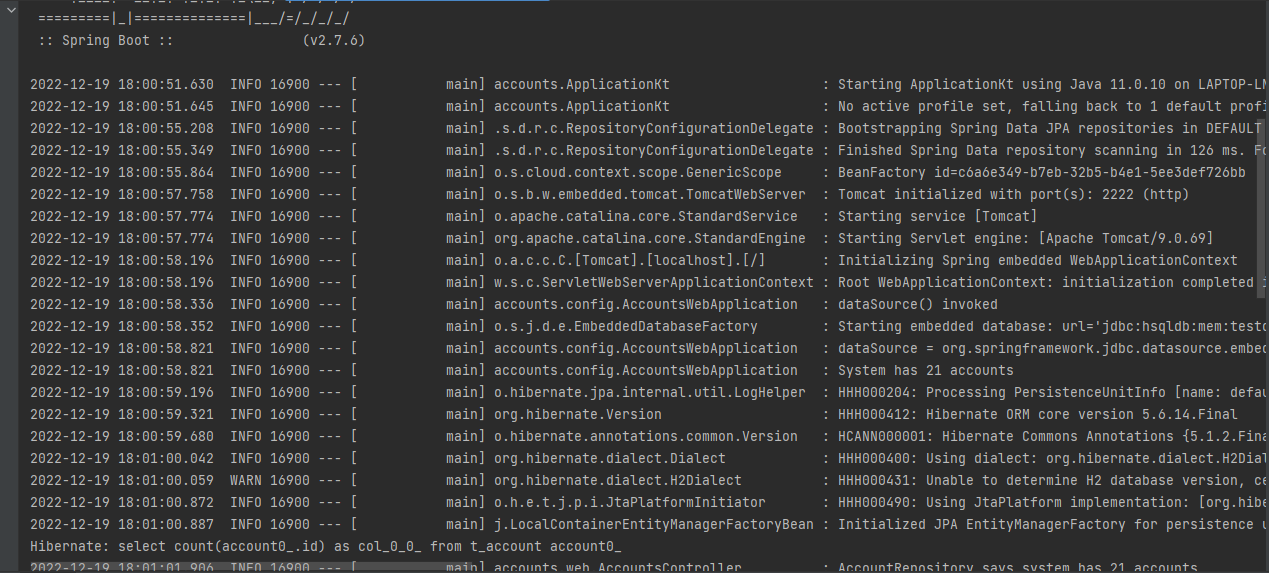 =========|_|==============|___/=/_/_/_/
:: Spring Boot ::                (v2.7.6)
2022-12-19 18:00:51.630  INFO 16900 --- [           main] accounts.ApplicationKt                   : Starting ApplicationKt using Java 11.0.10 on
2022-12-19 18:00:51.645  INFO 16900 --- [           main] accounts.ApplicationKt                   : No active profile set, falling back to 1 default
2022-12-19 18:00:55.208  INFO 16900 --- [           main] .s.d.r.c.RepositoryConfigurationDelegate : Bootstrapping Spring Data JPA repositories in DEFAULT
2022-12-19 18:00:55.349  INFO 16900 --- [           main] .s.d.r.c.RepositoryConfigurationDelegate : Finished Spring Data repository scanning in 126 ms.
2022-12-19 18:00:55.864  INFO 16900 --- [           main] o.s.cloud.context.scope.GenericScope     : BeanFactory id=c6a6e349-b7eb-32b5-b4e1-5ee3def726bb
2022-12-19 18:00:57.758  INFO 16900 --- [           main] o.s.b.w.embedded.tomcat.TomcatWebServer  : Tomcat initialized with port(s): 2222 (http)
2022-12-19 18:00:57.774  INFO 16900 --- [           main] o.apache.catalina.core.StandardService   : Starting service [Tomcat]
2022-12-19 18:00:57.774  INFO 16900 --- [           main] org.apache.catalina.core.StandardEngine  : Starting Servlet engine: [Apache Tomcat/9.0.69]
2022-12-19 18:00:58.196  INFO 16900 --- [           main] o.a.c.c.C.[Tomcat].[localhost].[/]       : Initializing Spring embedded WebApplicationContext
2022-12-19 18:00:58.196  INFO 16900 --- [           main] w.s.c.ServletWebServerApplicationContext : Root WebApplicationContext: initialization completed
2022-12-19 18:00:58.336  INFO 16900 --- [           main] accounts.config.AccountsWebApplication   : dataSource() invoked
2022-12-19 18:00:58.352  INFO 16900 --- [           main] o.s.j.d.e.EmbeddedDatabaseFactory        : Starting embedded database: url='jdbc:hsqldb:mem:testd
2022-12-19 18:00:58.821  INFO 16900 --- [           main] accounts.config.AccountsWebApplication   : dataSource = org.springframework.jdbc.datasource.embed
2022-12-19 18:00:58.821  INFO 16900 --- [           main] accounts.config.AccountsWebApplication   : System has 21 accounts
2022-12-19 18:00:59.196  INFO 16900 --- [           main] o.hibernate.jpa.internal.util.LogHelper  : HHH000204: Processing PersistenceUnitInfo [name: defau
2022-12-19 18:00:59.321  INFO 16900 --- [           main] org.hibernate.Version                    : HHH000412: Hibernate ORM core version 5.6.14.Final
2022-12-19 18:00:59.680  INFO 16900 --- [           main] o.hibernate.annotations.common.Version   : HCANN000001: Hibernate Commons Annotations {5.1.2.Fina
2022-12-19 18:01:00.042  INFO 16900 --- [           main] org.hibernate.dialect.Dialect            : HHH000400: Using dialect: org.hibernate.dialect.H2Dial
2022-12-19 18:01:00.059  WARN 16900 --- [           main] org.hibernate.dialect.H2Dialect          : HHH000431: Unable to determine H2 database version, ce
2022-12-19 18:01:00.872  INFO 16900 --- [           main] o.h.e.t.j.p.i.JtaPlatformInitiator       : HHH000490: Using JtaPlatform implementation: [org.hibe
2022-12-19 18:01:00.887  INFO 16900 --- [           main] j.LocalContainerEntityManagerFactoryBean : Initialized JPA EntityManagerFactory for persistence u
Hibernate: select count(account0_.id) as col_0_0_ from t_account account0_
2022-12-19 18:01:01.906  INFO 16900 --- [           main] accounts.web.AccountsController          : AccountRepository says system has 21 accounts